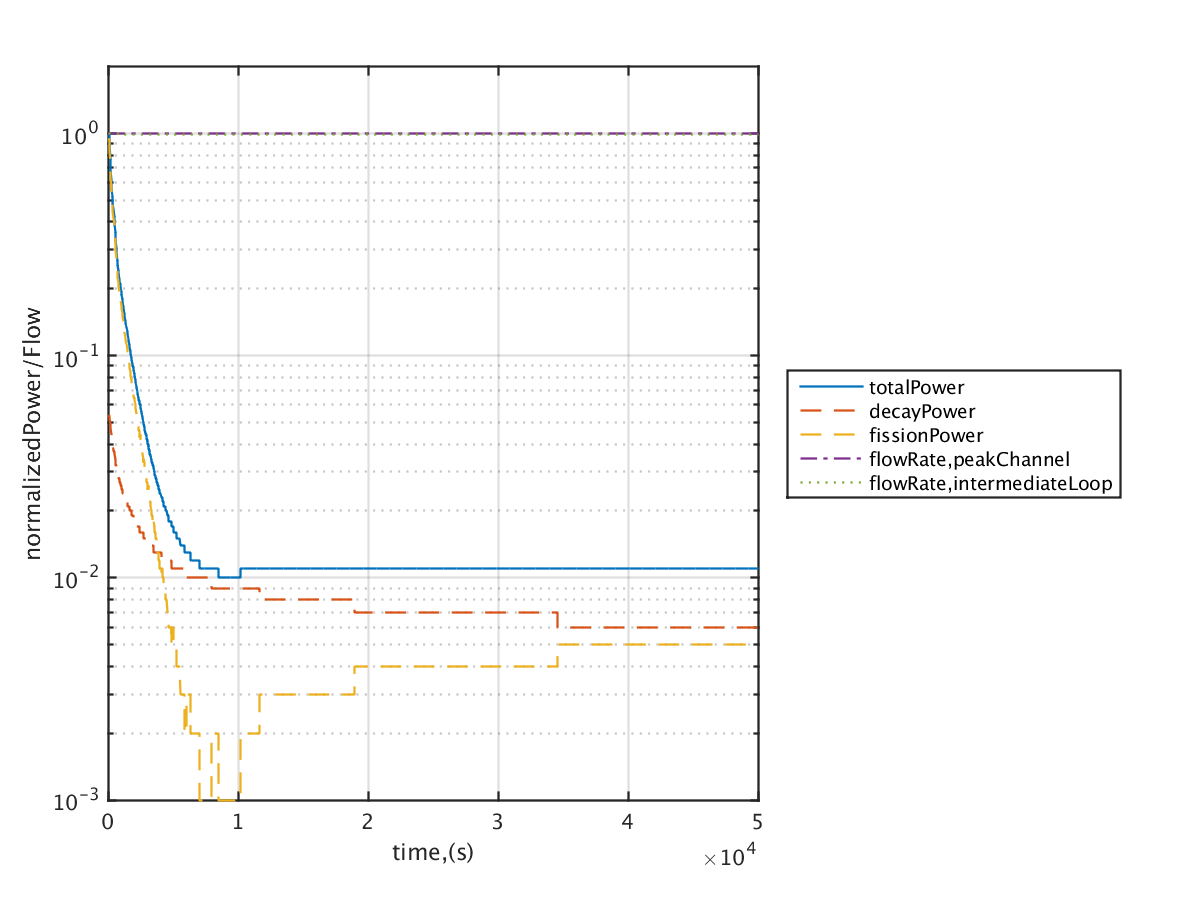 10^0
10^-1
10^-2
10^-3
normalizedPower/Flow
0 1 2 3 4 5
time,(s)
×10^4
totalPower
decayPower
fissionPower
flowRate,peakChannel
flowRate,intermediateLoop